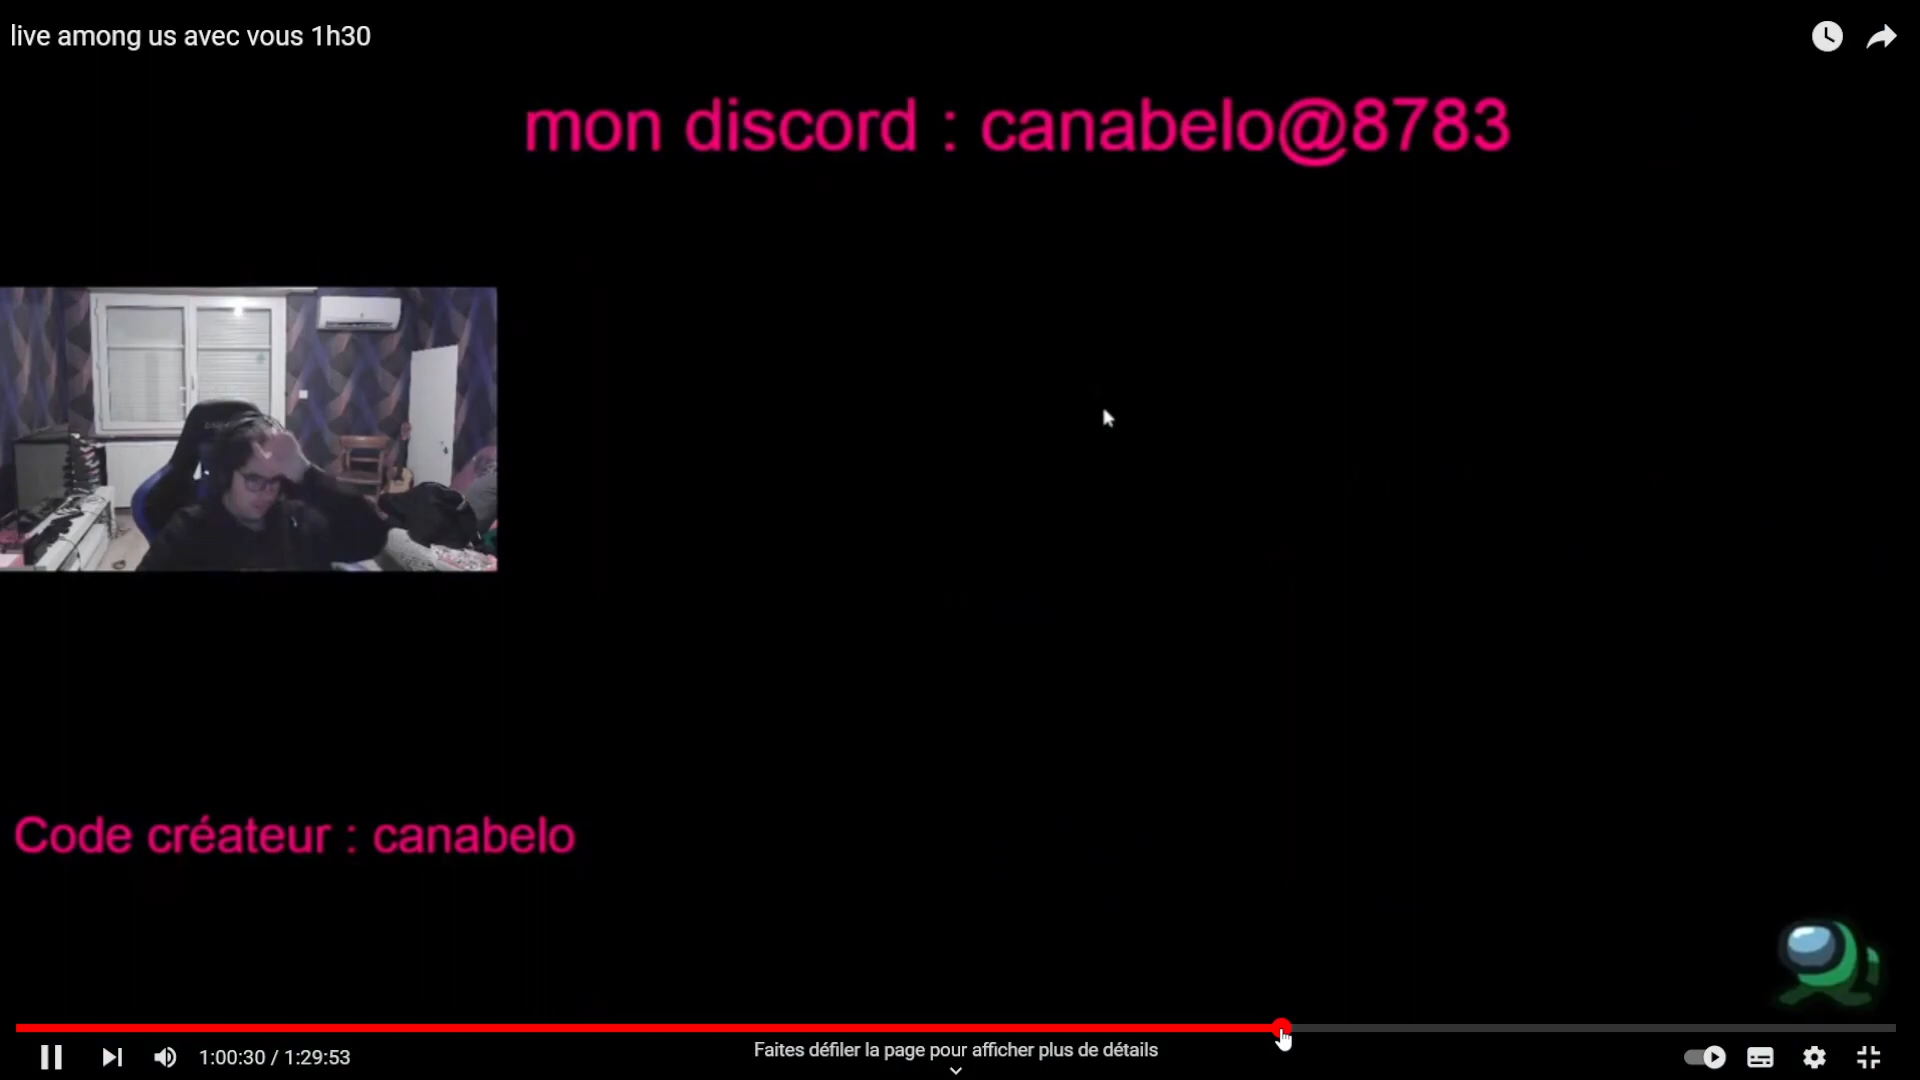 live among us avec vous 1h30
mon discord : canabelo@8783
Code créateur : canabelo
Faites défiler la page pour afficher plus de détails
1:00:30 / 1:29:53